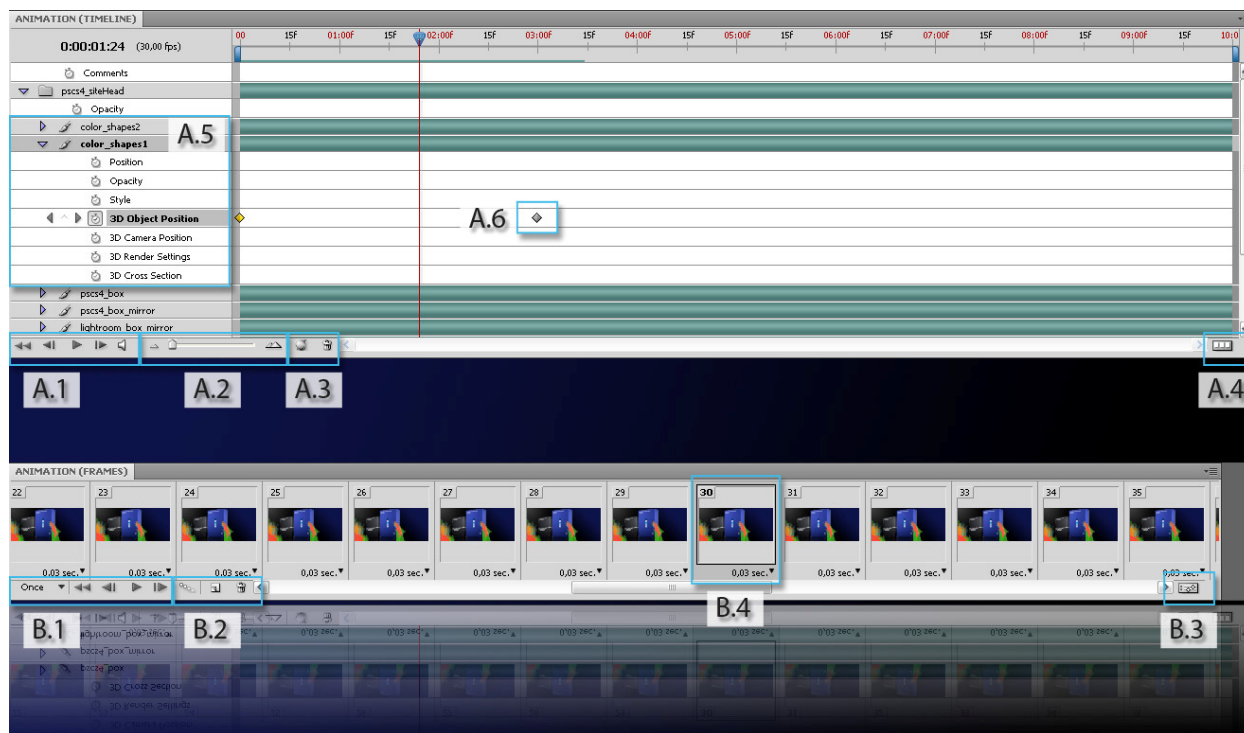 ANIMATION (TIMELINE)
0:00:01:24 (30,00 fps)
00 15f 01:00f 15f 02:00f 15f 03:00f 15f 04:00f 15f 05:00f 15f 06:00f 15f 07:00f 15f 08:00f 15f 09:00f 15f 10:0
Comments
pscs4_siteHead
Opacity
color_shapes2
A.5
color_shapes1
Position
Opacity
Style
3D Object Position
A.6
3D Camera Position
3D Render Settings
3D Cross Section
pscs4_box
pscs4_box_mirror
lightroom_box_mirror
A.1 A.2 A.3 A.4
ANIMATION (FRAMES)
22 23 24 25 26 27 28 29 30 31 32 33 34 35
0,03 sec. 0,03 sec. 0,03 sec. 0,03 sec. 0,03 sec. 0,03 sec. 0,03 sec. 0,03 sec. 0,03 sec. 0,03 sec. 0,03 sec. 0,03 sec. 0,03 sec.
Once
B.4
B.1 B.2 B.3